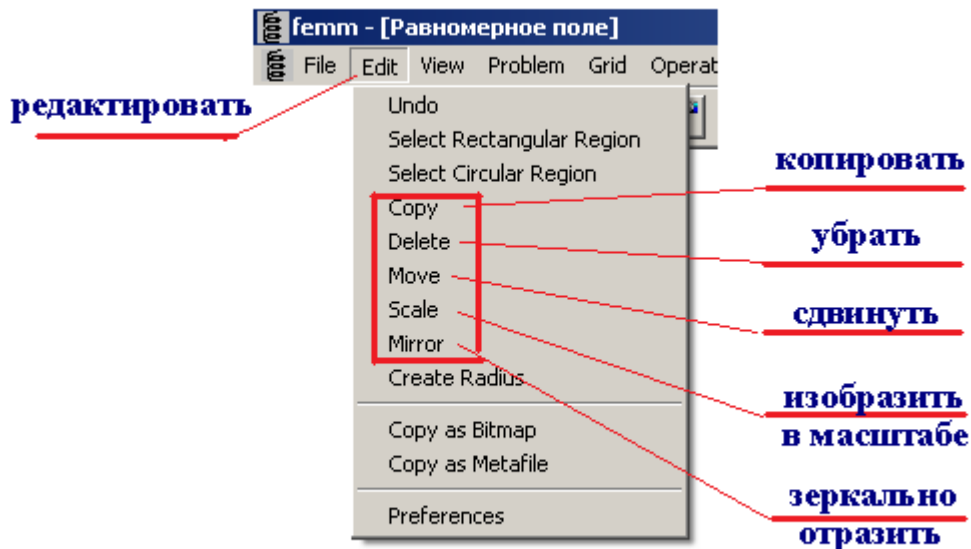 femm - [Равномерное поле]
File Edit View Problem Grid Operat
редактировать
Undo
Select Rectangular Region
Select Circular Region
Copy
Delete
Move
Scale
Mirror
Create Radius
Copy as Bitmap
Copy as Metafile
Preferences
копировать
убрать
сдвинуть
изобразить
в масштабе
зеркально
отразить